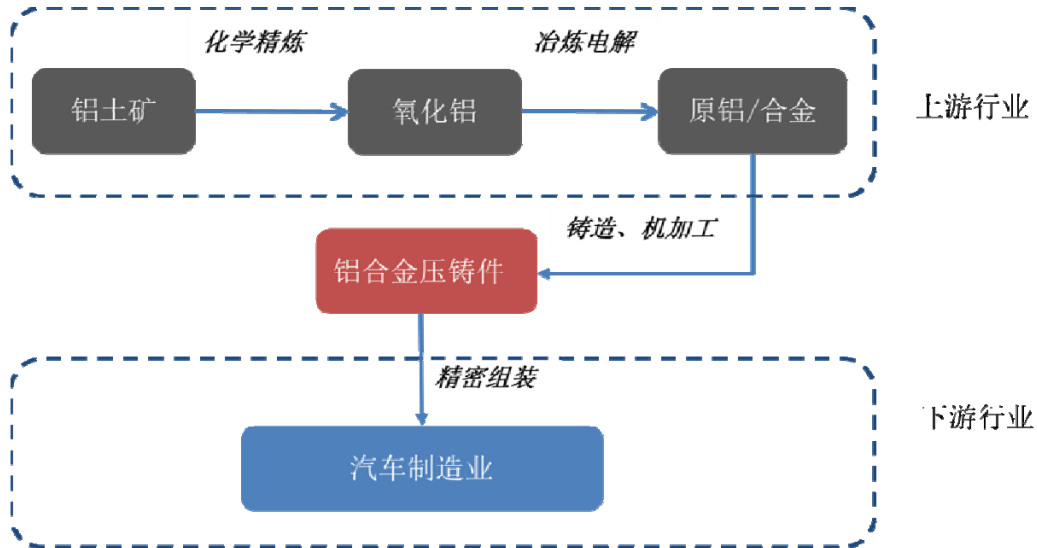 化学精炼
冶炼电解
铝土矿
氧化铝
原铝/合金
上游行业
铸造、机加工
铝合金压铸件
精密组装
下游行业
汽车制造业